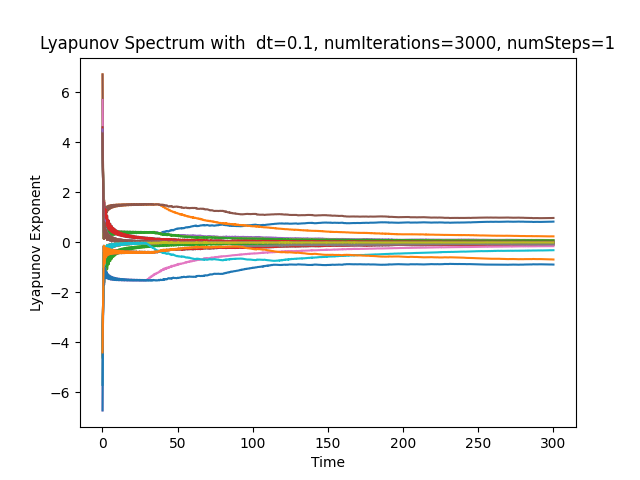 Lyapunov Spectrum with  dt=0.1, numIterations=3000, numSteps=1
Lyapunov Exponent
6
4
2
0
−2
−4
−6
0 50 100 150 200 250 300
Time